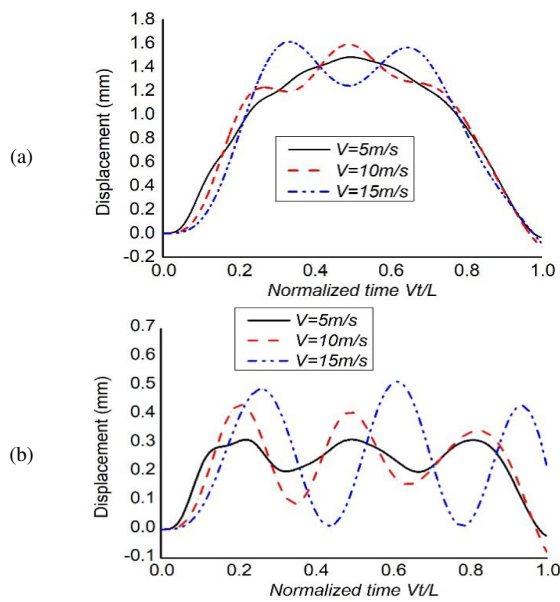 (a)
Displacement (mm)
1.8
1.6
1.4
1.2
1.0
0.8
0.6
0.4
0.2
0.0
-0.2
V=5m/s
V=10m/s
V=15m/s
0.0 0.2 0.4 0.6 0.8 1.0
Normalized time Vt/L
(b)
Displacement (mm)
0.7
0.6
0.5
0.4
0.3
0.2
0.1
0.0
-0.1
V=5m/s
V=10m/s
V=15m/s
0.0 0.2 0.4 0.6 0.8 1.0
Normalized time Vt/L